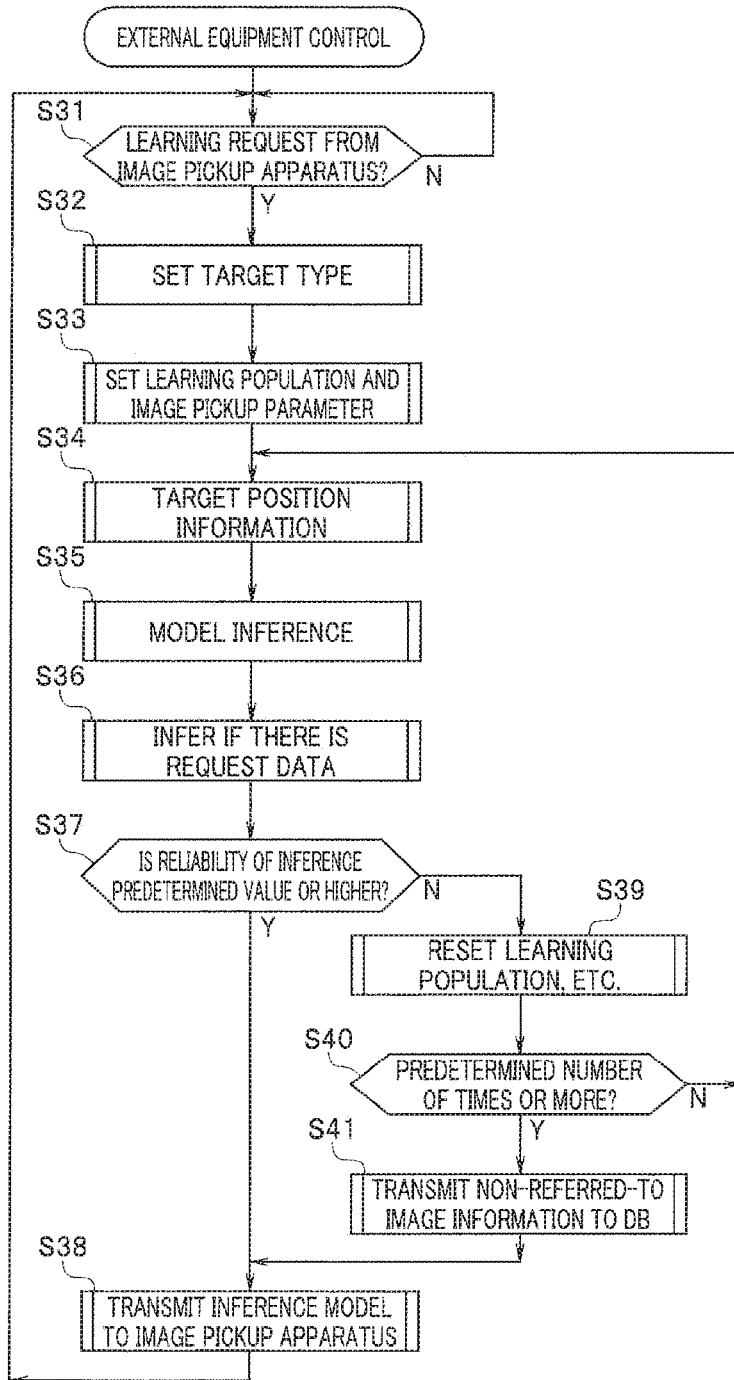 EXTERNAL EQUIPMENT CONTROL
S31
LEARNING REQUEST FROM
IMAGE PICKUP APPARATUS?
N
Y
S32
SET TARGET TYPE
S33
SET LEARNING POPULATION AND
IMAGE PICKUP PARAMETER
S34
TARGET POSITION
INFORMATION
S35
MODEL INFERENCE
S36
INFER IF THERE IS
REQUEST DATA
S37
IS RELIABILITY OF INFERENCE
PREDETERMINED VALUE OR HIGHER?
N
Y
S39
RESET LEARNING
POPULATION, ETC.
S40
PREDETERMINED NUMBER
OF TIMES OR MORE?
N
Y
S41
TRANSMIT NON-REFERRED-TO
IMAGE INFORMATION TO DB
S38
TRANSMIT INFERENCE MODEL
TO IMAGE PICKUP APPARATUS